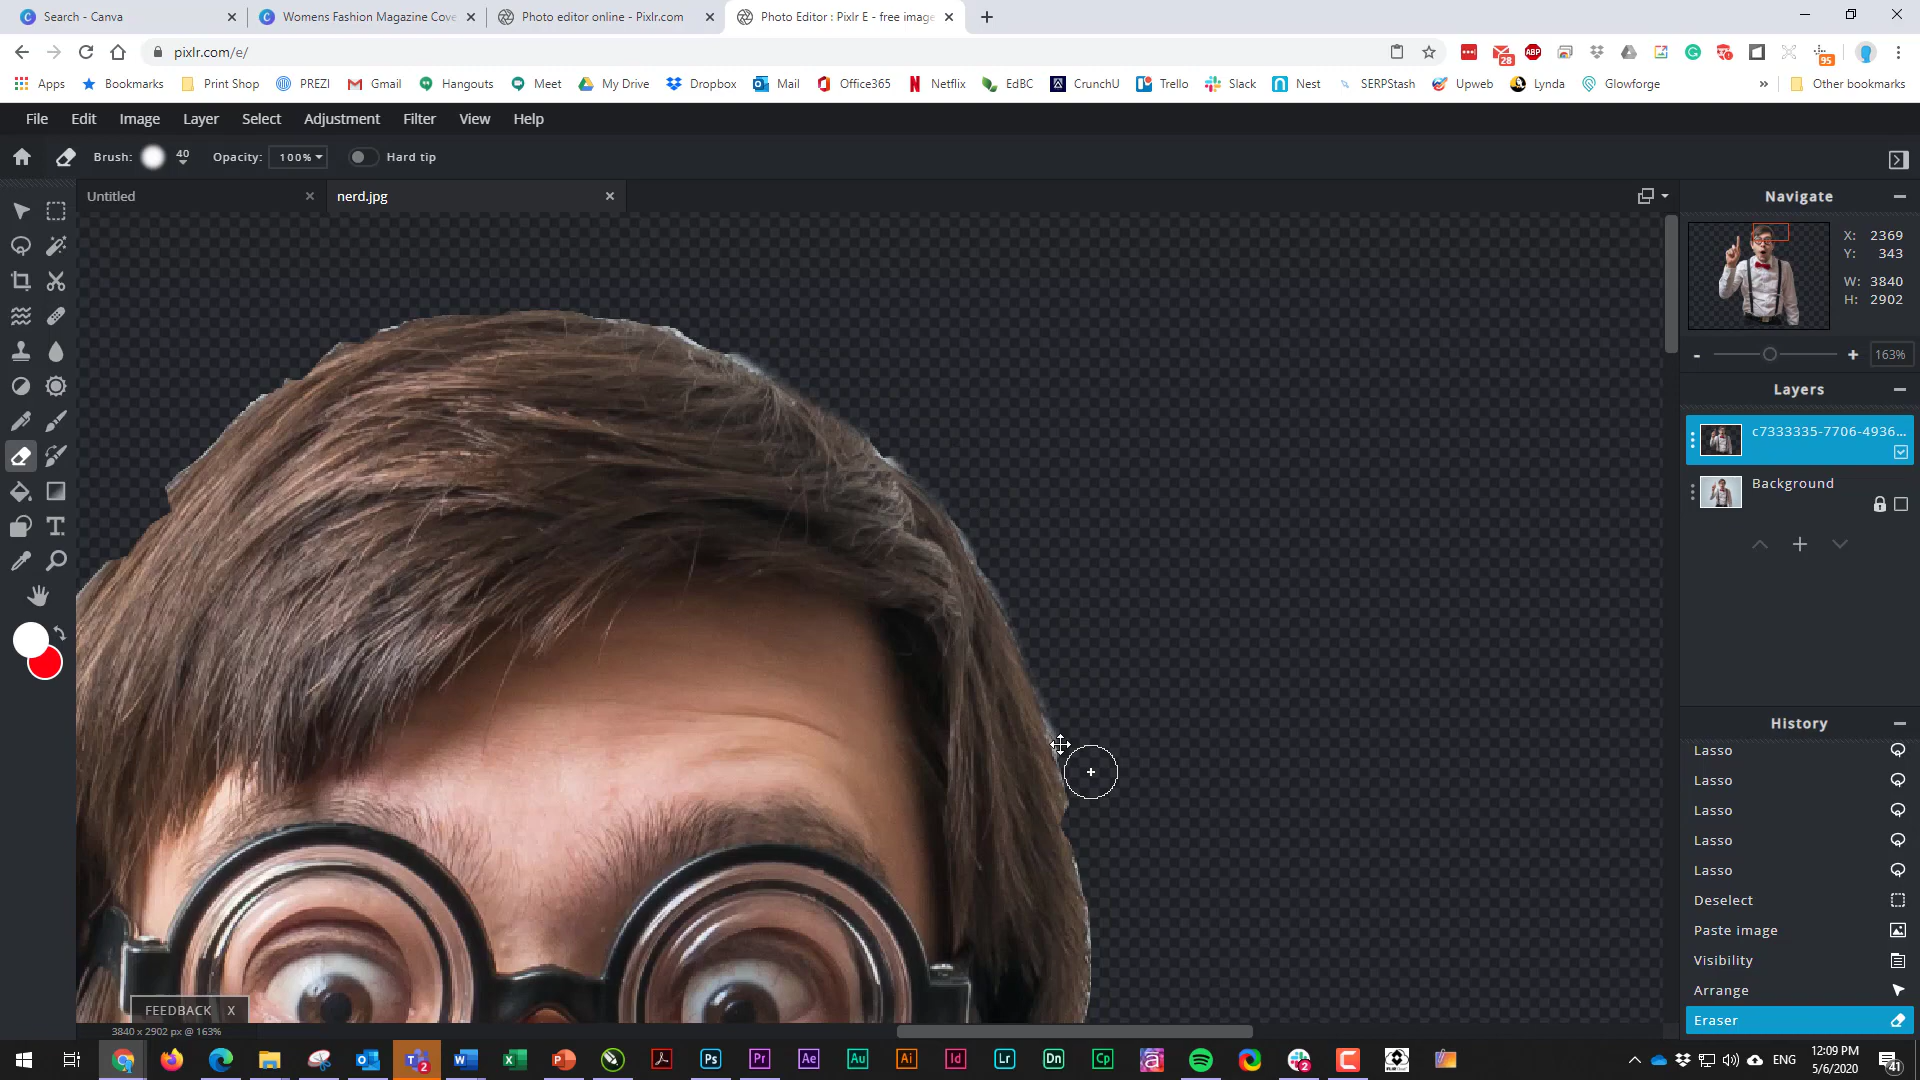 Search - Canva
Womens Fashion Magazine Cove
Photo editor online - Pixlr.com
Photo Editor : Pixlr E - free image
pixlr.com/e/
28
ABP
95
Apps
Bookmarks
Print Shop
PREZI
Gmail
Hangouts
Meet
My Drive
Dropbox
Mail
Office365
Netflix
EdBC
CrunchU
Trello
Slack
Nest
SERPStash
Upweb
Lynda
Glowforge
»
Other bookmarks
File Edit Image Layer Select Adjustment Filter View Help
Brush: 40 Opacity: 100% Hard tip
Untitled
nerd.jpg
Navigate
X: 2369
Y: 343
W: 3840
H: 2902
- + 163%
Layers
c7333335-7706-4936...
Background
History
Lasso
Lasso
Lasso
Lasso
Lasso
Deselect
Paste image
Visibility
Arrange
Eraser
FEEDBACK X
3840 x 2902 px @ 163%
ENG
12:09 PM
5/6/2020
41